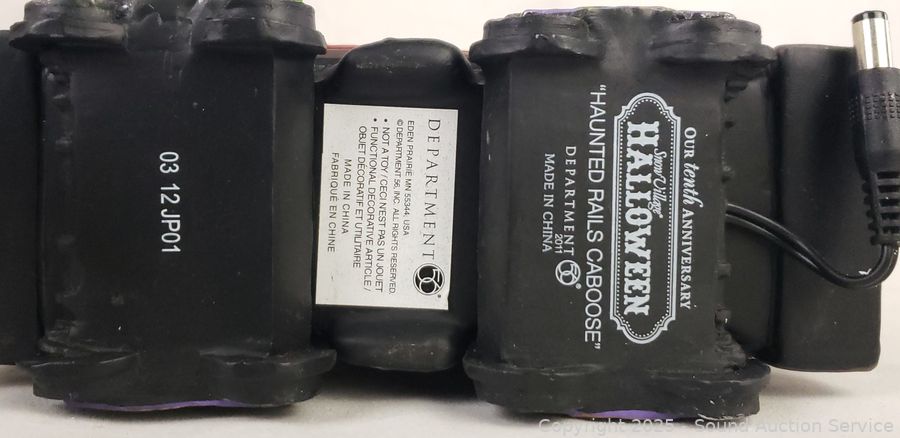 03 12 JP01
DEPARTMENT 56®
EDEN PRAIRIE MN 55344, USA
© DEPARTMENT 56, INC. ALL RIGHTS RESERVED.
• NOT A TOY / CECI N'EST PAS UN JOUET
• FUNCTIONAL DECORATIVE ARTICLE /
OBJET DÉCORATIF ET UTILITAIRE
MADE IN CHINA
FABRIQUÉ EN CHINE
OUR tenth ANNIVERSARY
Snow Village®
HALLOWEEN
"HAUNTED RAILS CABOOSE"
DEPARTMENT 56®
2011
MADE IN CHINA
Copyright 2025 - Sound Auction Service